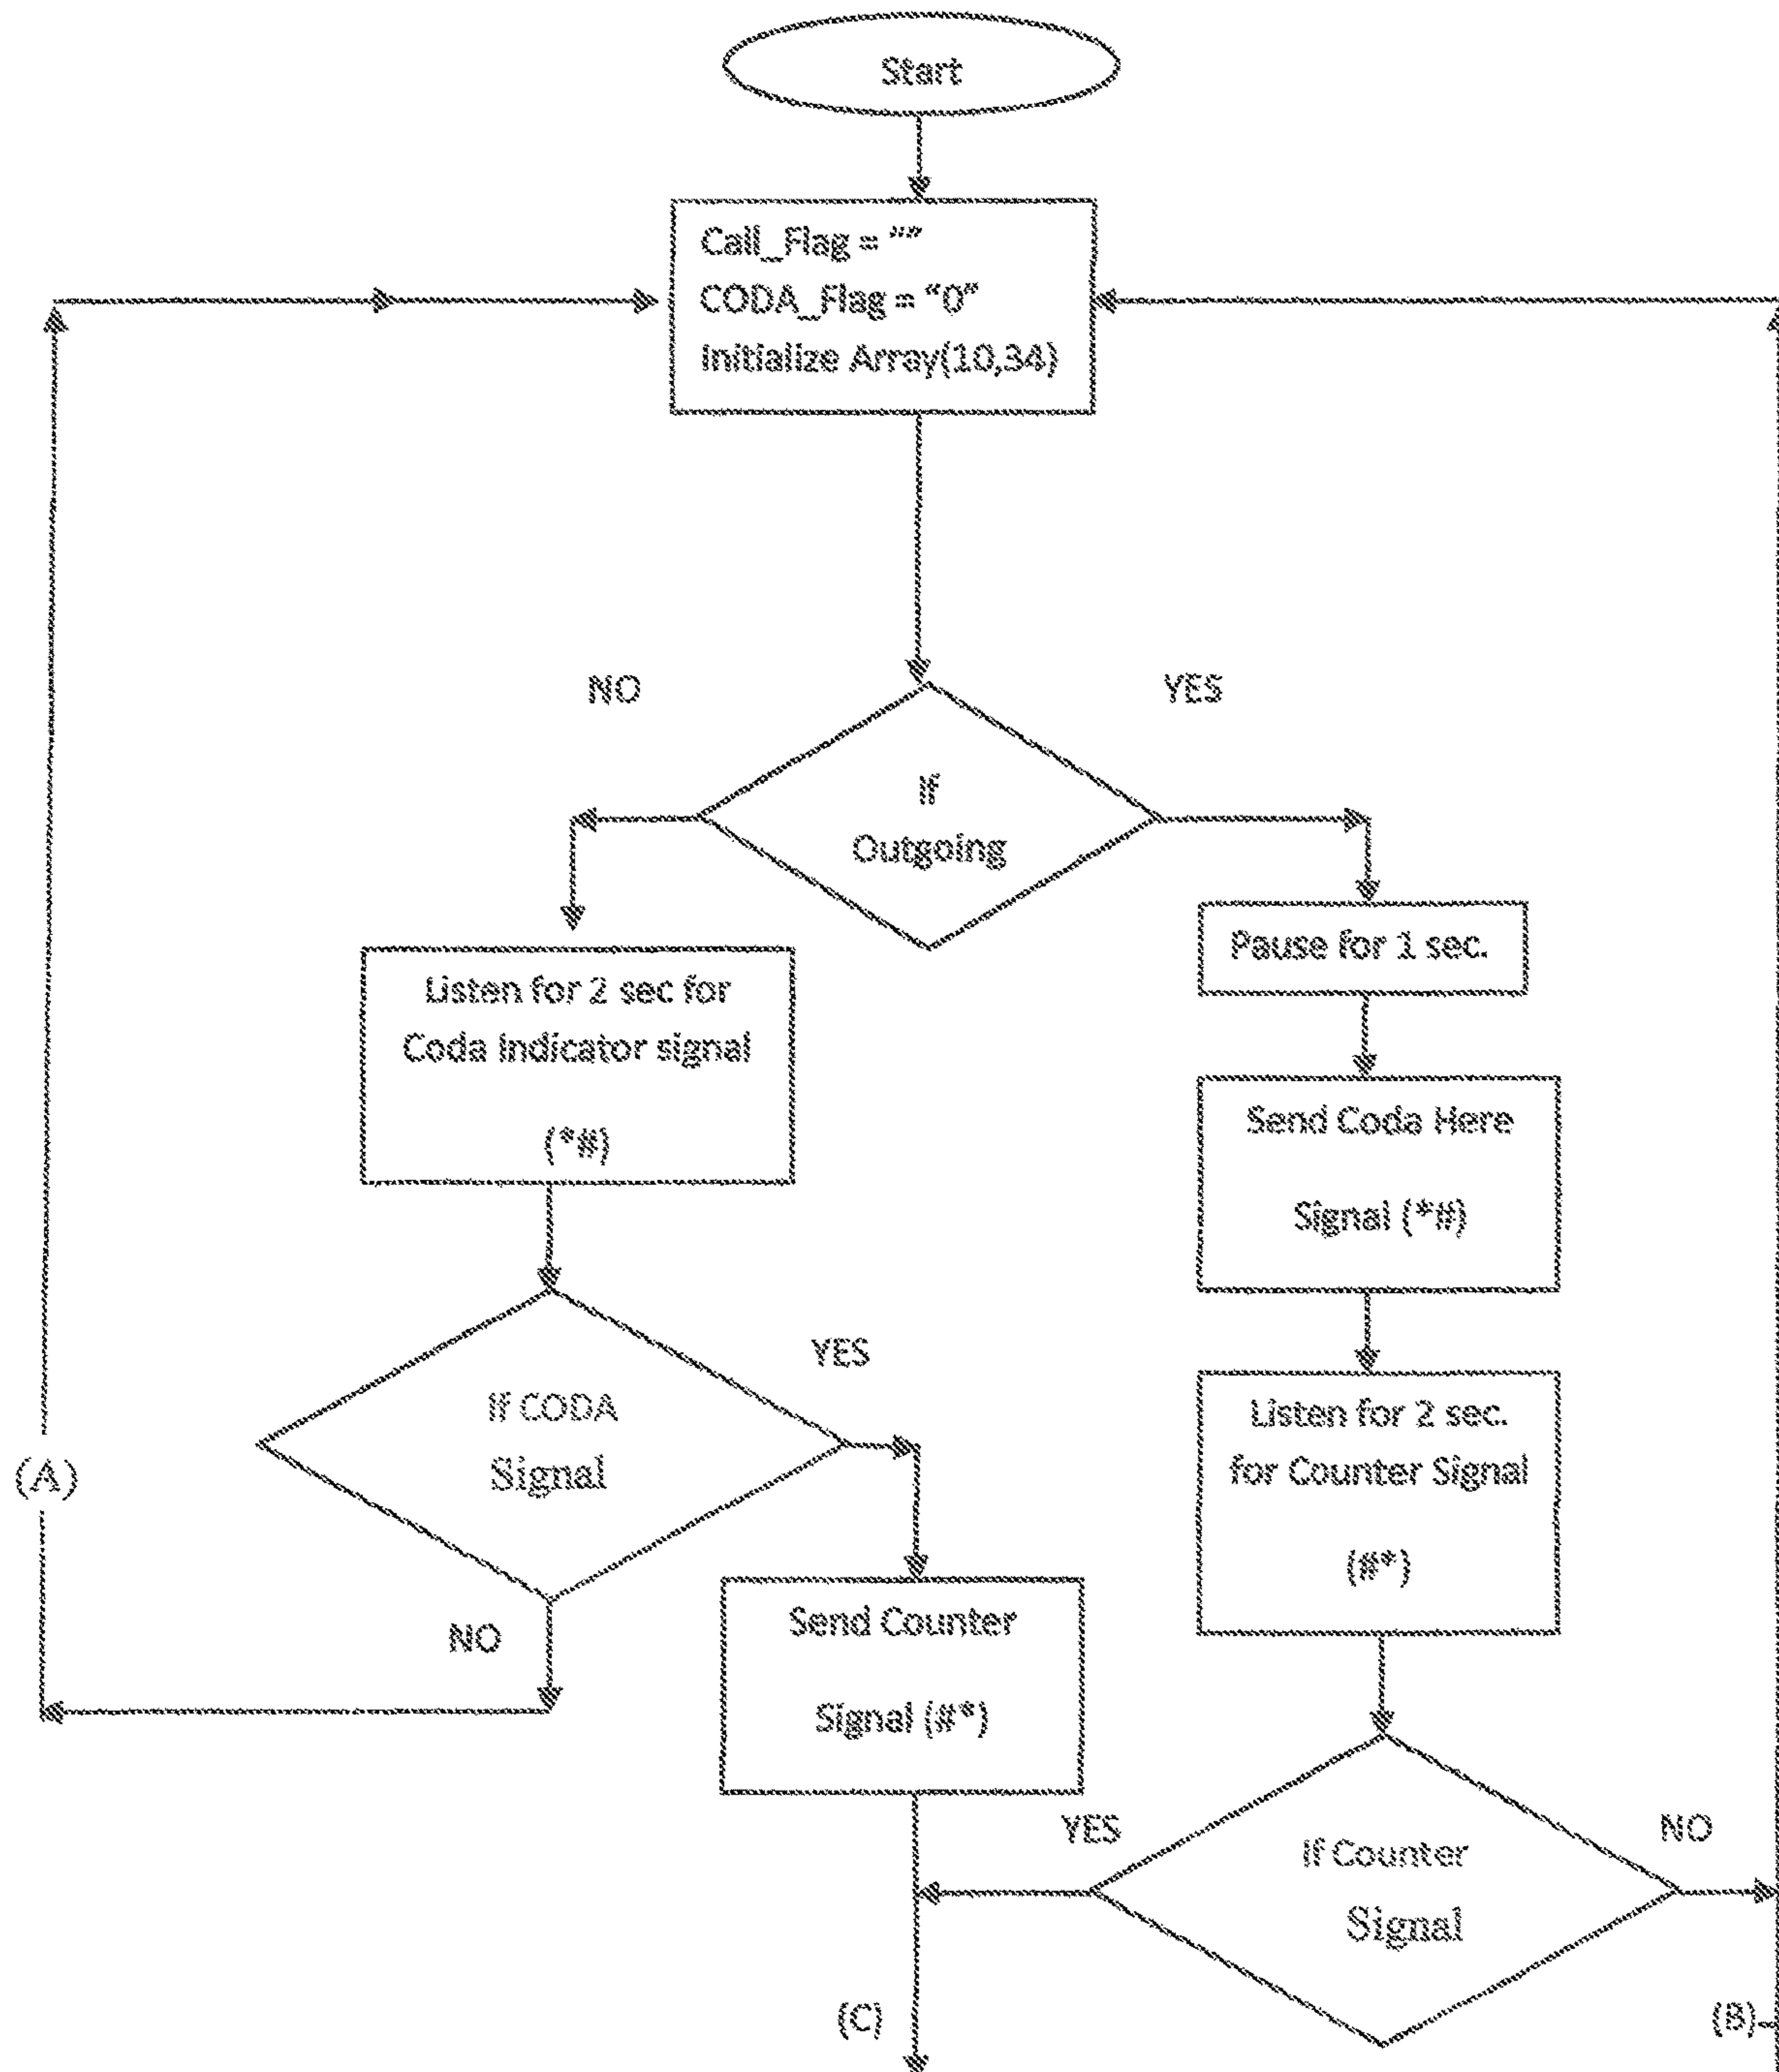 Start
Call_Flag = “”
CODA_Flag = “0”
Initialize Array(10,34)
NO
YES
If
Outgoing
Listen for 2 sec for
Coda Indicator signal
(*#)
Pause for 1 sec.
Send Coda Here
Signal (*#)
YES
If CODA
Signal
(A)
NO
Listen for 2 sec.
for Counter Signal
(#*)
Send Counter
Signal (#*)
YES
NO
If Counter
Signal
(C)
(B)